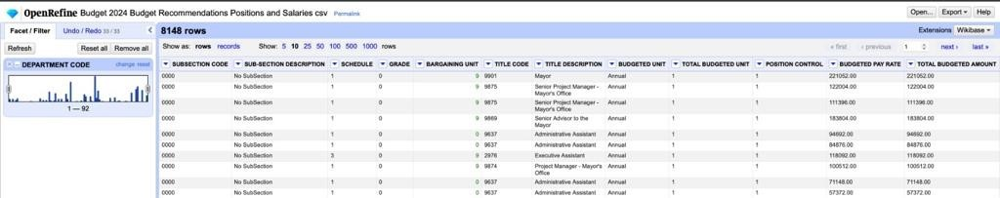 OpenRefine Budget 2024 Budget Recommendations Positions and Salaries csv Permalink Open... Export Help
Facet / Filter Undo / Redo 33 / 33 8148 rows Extensions Wikibase
Refresh Reset all Remove all Show as: rows records Show: 5 10 25 50 100 500 1000 rows « first ‹ previous 1 next › last »
DEPARTMENT CODE change reset
1 — 92
SUBSECTION CODE SUB-SECTION DESCRIPTION SCHEDULE GRADE BARGAINING UNIT TITLE CODE TITLE DESCRIPTION BUDGETED UNIT TOTAL BUDGETED UNIT POSITION CONTROL BUDGETED PAY RATE TOTAL BUDGETED AMOUNT
0000 No SubSection 1 0 9 9901 Mayor Annual 1 1 221052.00 221052.00
0000 No SubSection 1 0 9 9875 Senior Project Manager - Annual 1 1 122004.00 122004.00
Mayor's Office
0000 No SubSection 1 0 9 9875 Senior Project Manager - Annual 1 1 111396.00 111396.00
Mayor's Office
0000 No SubSection 1 0 9 9869 Senior Advisor to the Annual 1 1 183804.00 183804.00
Mayor
0000 No SubSection 1 0 0 9637 Administrative Assistant Annual 1 1 94692.00 94692.00
0000 No SubSection 1 0 0 9637 Administrative Assistant Annual 1 1 84876.00 84876.00
0000 No SubSection 3 0 9 2976 Executive Assistant Annual 1 1 118092.00 118092.00
0000 No SubSection 1 0 9 9874 Project Manager - Mayor's Annual 1 1 100512.00 100512.00
Office
0000 No SubSection 1 0 0 9637 Administrative Assistant Annual 1 1 71148.00 71148.00
0000 No SubSection 1 0 0 9637 Administrative Assistant Annual 1 1 57372.00 57372.00